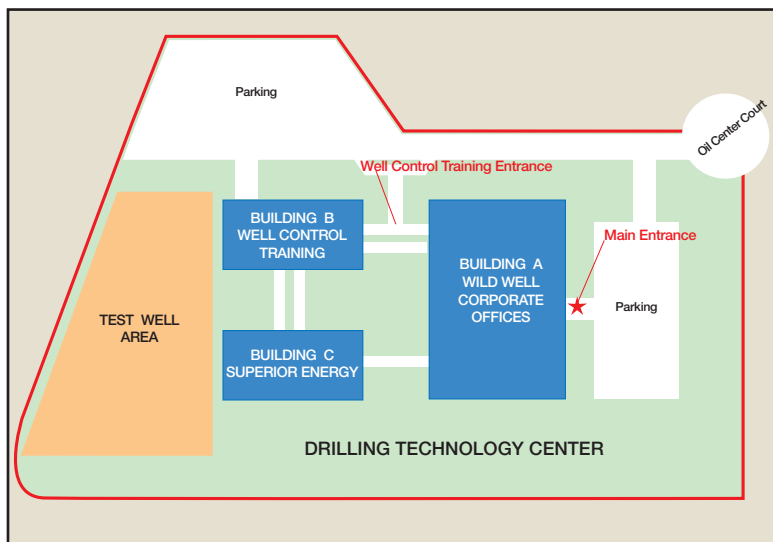 Parking
Oil Center Court
Well Control Training Entrance
BUILDING B
WELL CONTROL
TRAINING
Main Entrance
BUILDING A
WILD WELL
CORPORATE
OFFICES
Parking
TEST WELL
AREA
BUILDING C
SUPERIOR ENERGY
DRILLING TECHNOLOGY CENTER